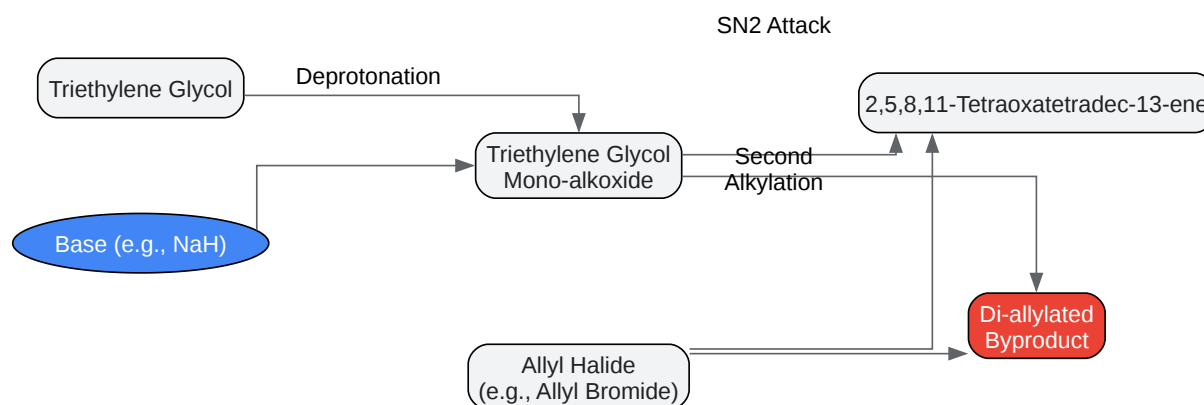 SN2 Attack
Triethylene Glycol
Deprotonation
2,5,8,11-Tetraoxatetradec-13-ene
Triethylene Glycol
Mono-alkoxide
Second
Alkylation
Base (e.g., NaH)
Di-allylated
Byproduct
Allyl Halide
(e.g., Allyl Bromide)